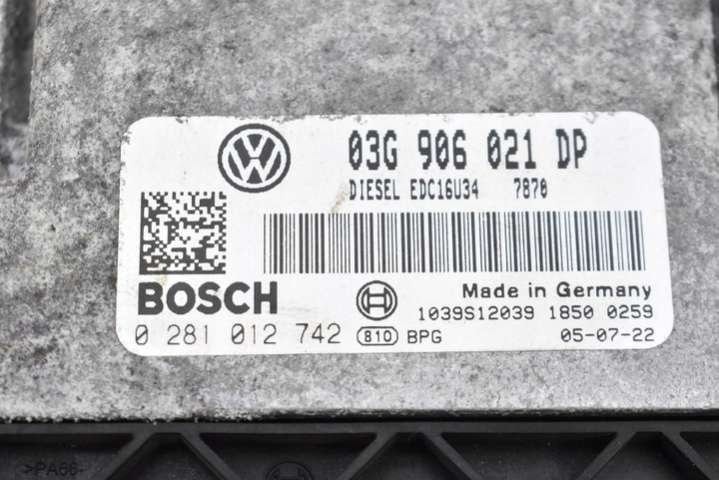 03G 906 021 DP
DIESEL EDC16U34 7870
BOSCH
Made in Germany
1039S12039 1850 0259
0 281 012 742 810 BPG 05-07-22
>PA66-